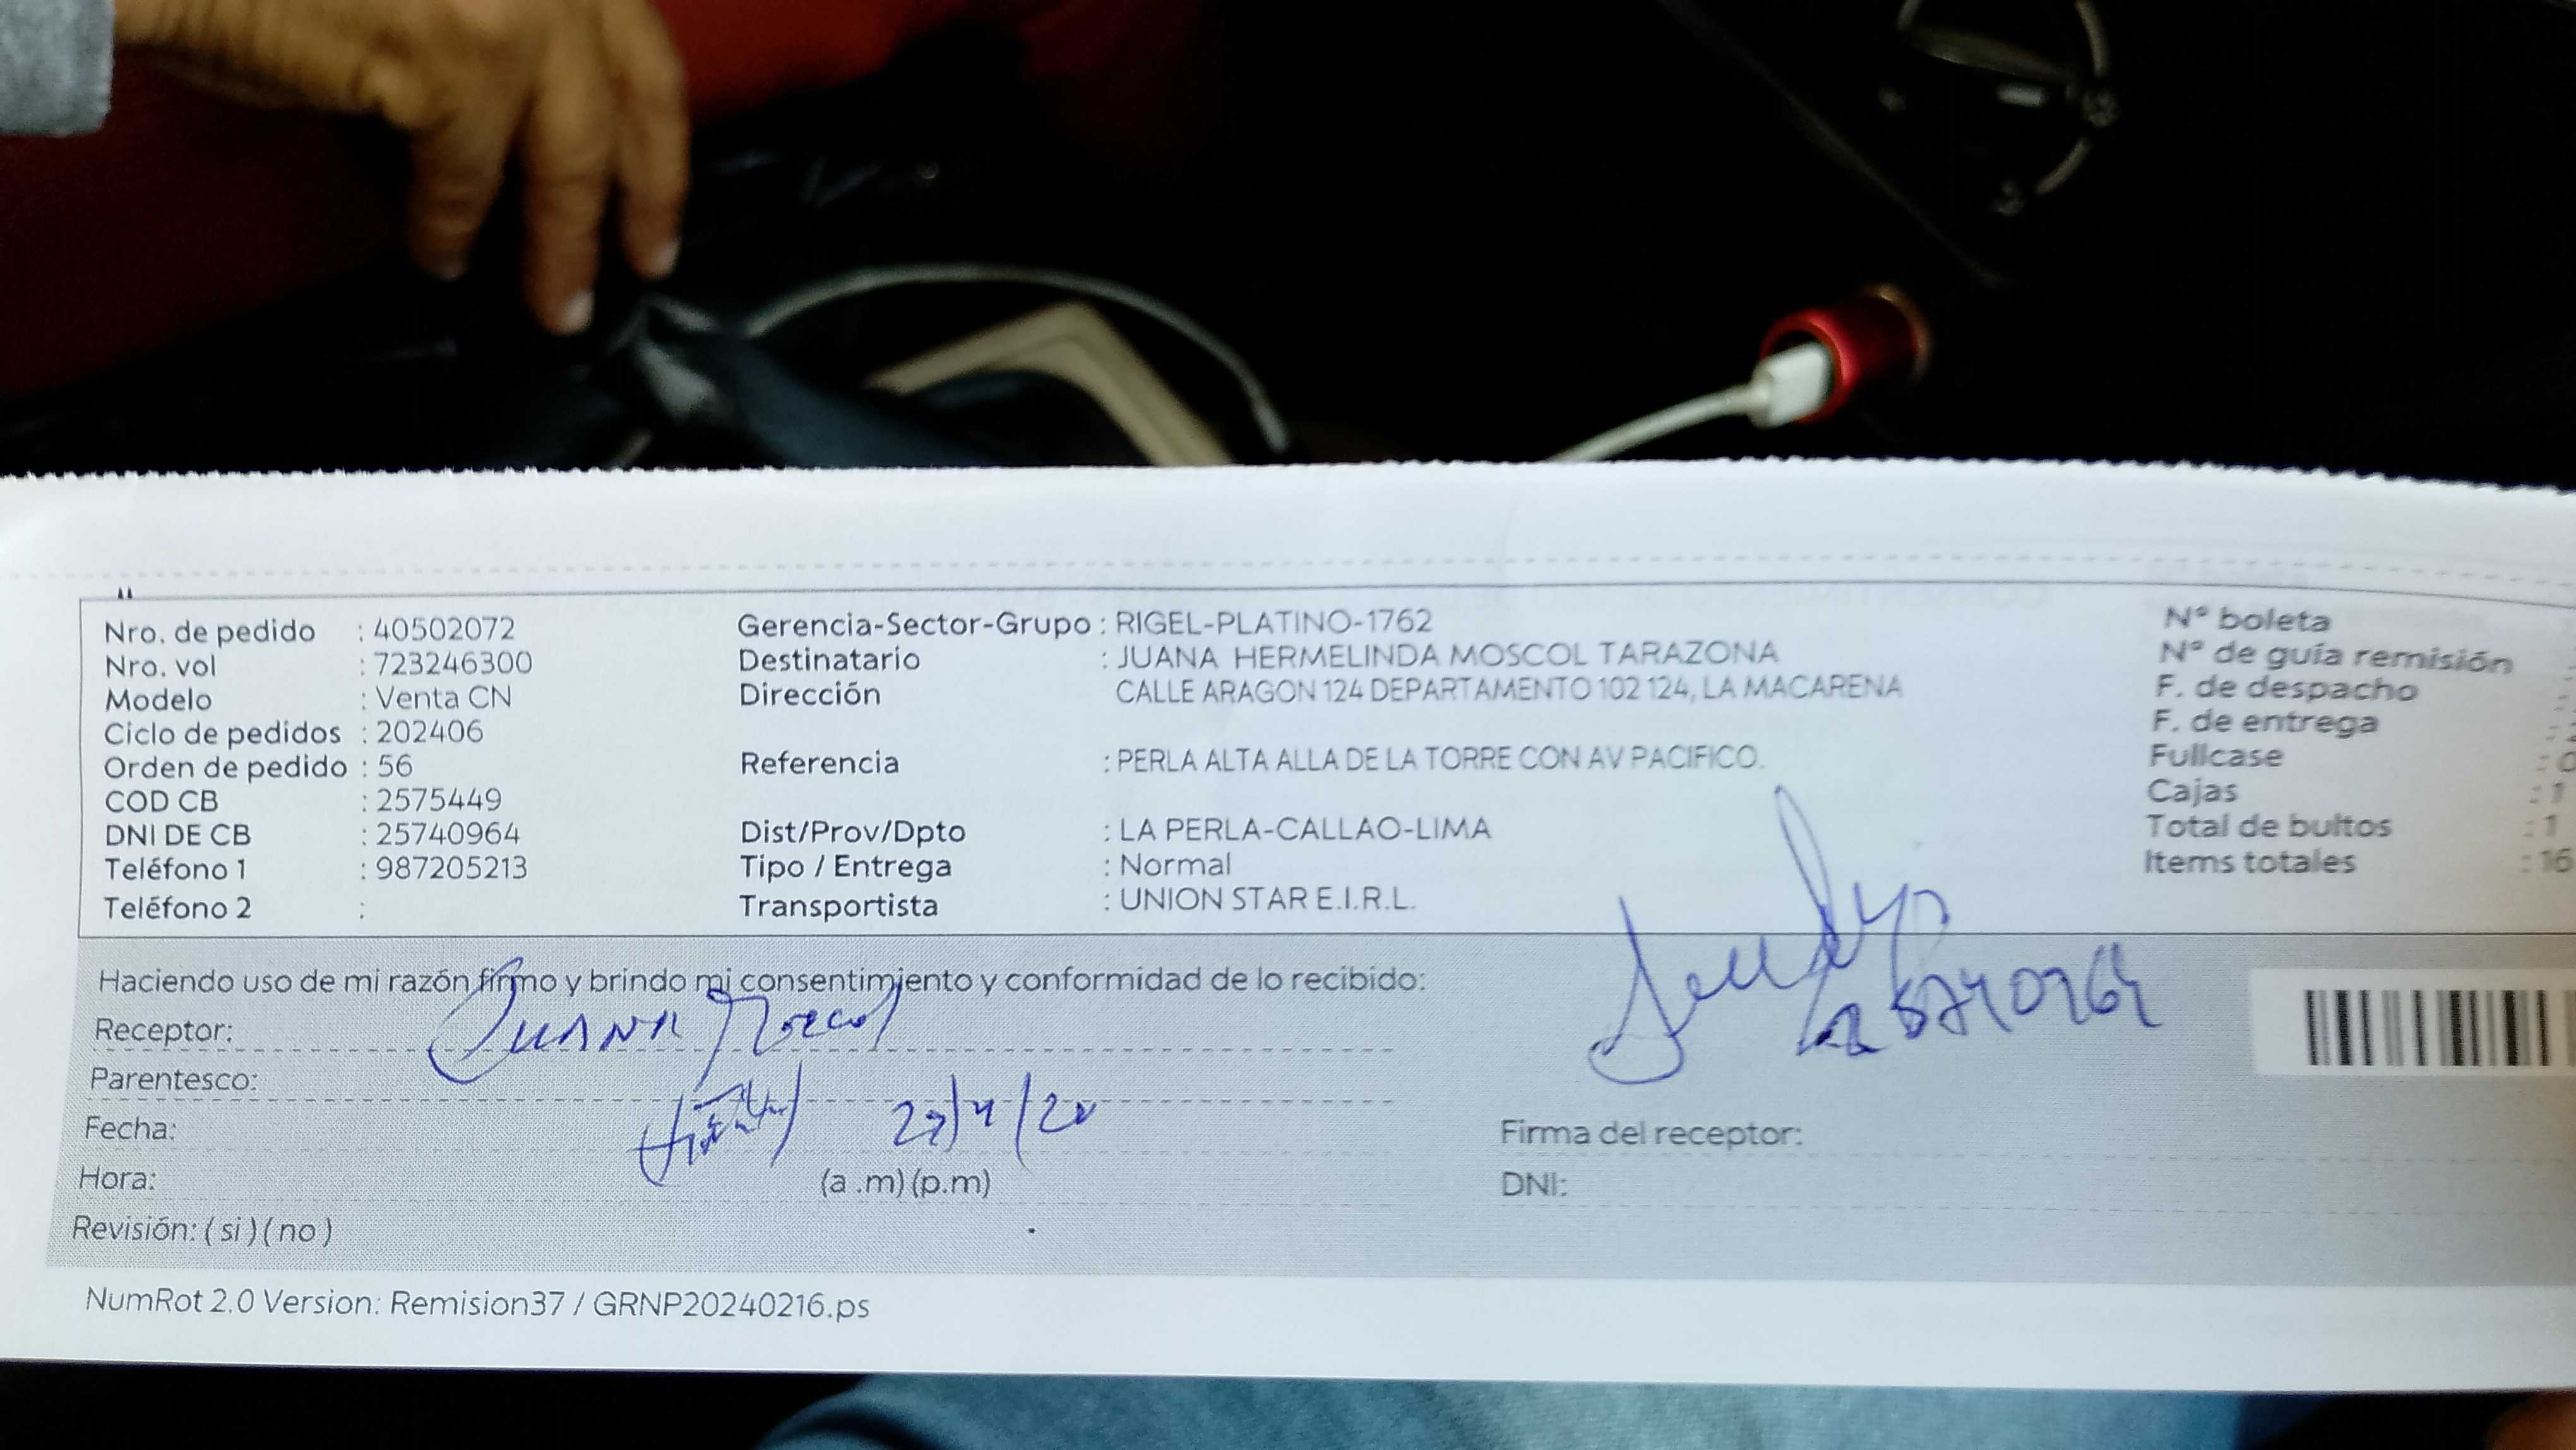 Nro. de pedido : 40502072
Nro. vol : 723246300
Modelo : Venta CN
Ciclo de pedidos : 202406
Orden de pedido : 56
COD CB : 2575449
DNI DE CB : 25740964
Teléfono 1 : 987205213
Teléfono 2 :
Gerencia-Sector-Grupo : RIGEL-PLATINO-1762
Destinatario : JUANA HERMELINDA MOSCOL TARAZONA
Dirección CALLE ARAGON 124 DEPARTAMENTO 102 124, LA MACARENA
Referencia : PERLA ALTA ALLA DE LA TORRE CON AV PACIFICO.
Dist/Prov/Dpto : LA PERLA-CALLAO-LIMA
Tipo / Entrega : Normal
Transportista : UNION STAR E.I.R.L.
N° boleta
N° de guía remisión
F. de despacho
F. de entrega
Fullcase : 0
Cajas : 1
Total de bultos : 1
Items totales : 16
Haciendo uso de mi razón firmo y brindo mi consentimiento y conformidad de lo recibido:
Receptor: Juana Moscol
Parentesco:
Fecha:
Hora: (a .m) (p.m)
Revisión: ( si ) ( no )
25740964
Firma del receptor:
DNI:
NumRot 2.0 Version: Remision37 / GRNP20240216.ps